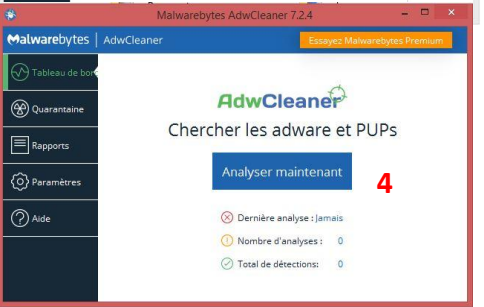 Malwarebytes AdwCleaner 7.2.4
Malwarebytes | AdwCleaner
Essayez Malwarebytes Premium
Tableau de bor
Quarantaine
Rapports
Paramètres
Aide
AdwCleaner
Chercher les adware et PUPs
Analyser maintenant
4
Dernière analyse : Jamais
Nombre d'analyses : 0
Total de détections: 0